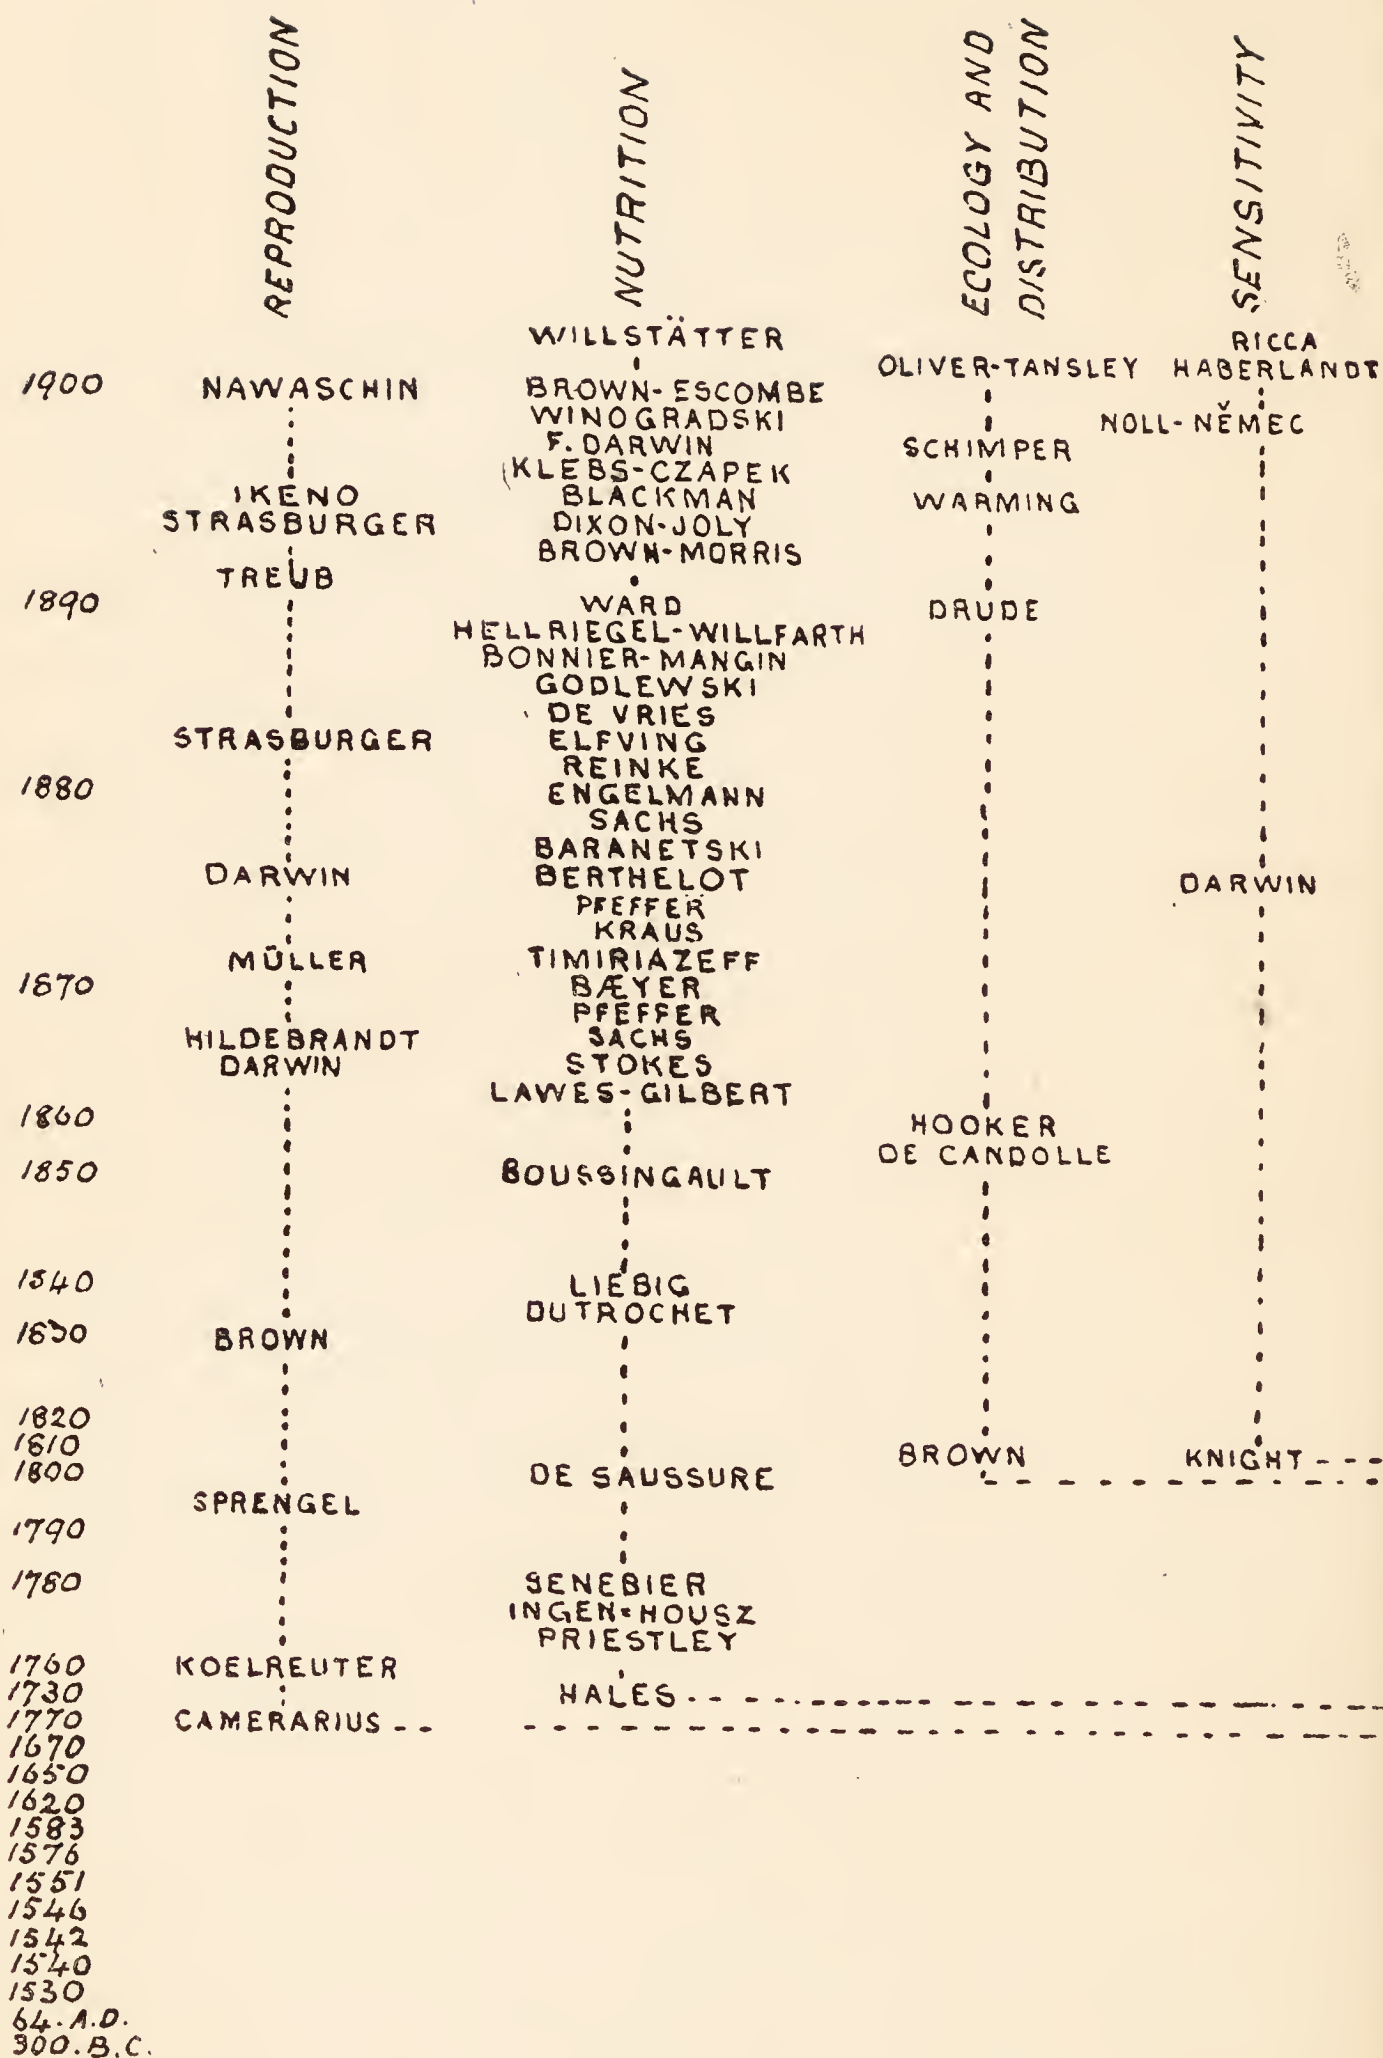 REPRODUCTION
NUTRITION
ECOLOGY AND
DISTRIBUTION
SENSITIVITY
WILLSTÄTTER
RICCA
OLIVER-TANSLEY HABERLANDT
1900 NAWASCHIN BROWN-ESCOMBE
WINOGRADSKI NOLL-NĚMEC
F. DARWIN SCHIMPER
KLEBS-CZAPEK
IKENO BLACKMAN WARMING
STRASBURGER DIXON-JOLY
BROWN-MORRIS
TREUB
1890 WARD DRUDE
HELLRIEGEL-WILLFARTH
BONNIER-MANGIN
GODLEWSKI
DE VRIES
STRASBURGER ELFVING
REINKE
1880 ENGELMANN
SACHS
BARANETSKI
DARWIN BERTHELOT DARWIN
PFEFFER
KRAUS
MÜLLER TIMIRIAZEFF
1870 BÆYER
PFEFFER
HILDEBRANDT SACHS
DARWIN STOKES
LAWES-GILBERT
1860 HOOKER
DE CANDOLLE
1850 BOUSSINGAULT
1840 LIEBIG
DUTROCHET
1830 BROWN
1820
1810 BROWN KNIGHT
1800 DE SAUSSURE
SPRENGEL
1790
1780 SENEBIER
INGEN-HOUSZ
PRIESTLEY
1760 KOELREUTER
1730 HALES
1770 CAMERARIUS
1670
1650
1620
1583
1576
1551
1546
1542
1540
1530
64. A.D.
300. B.C.